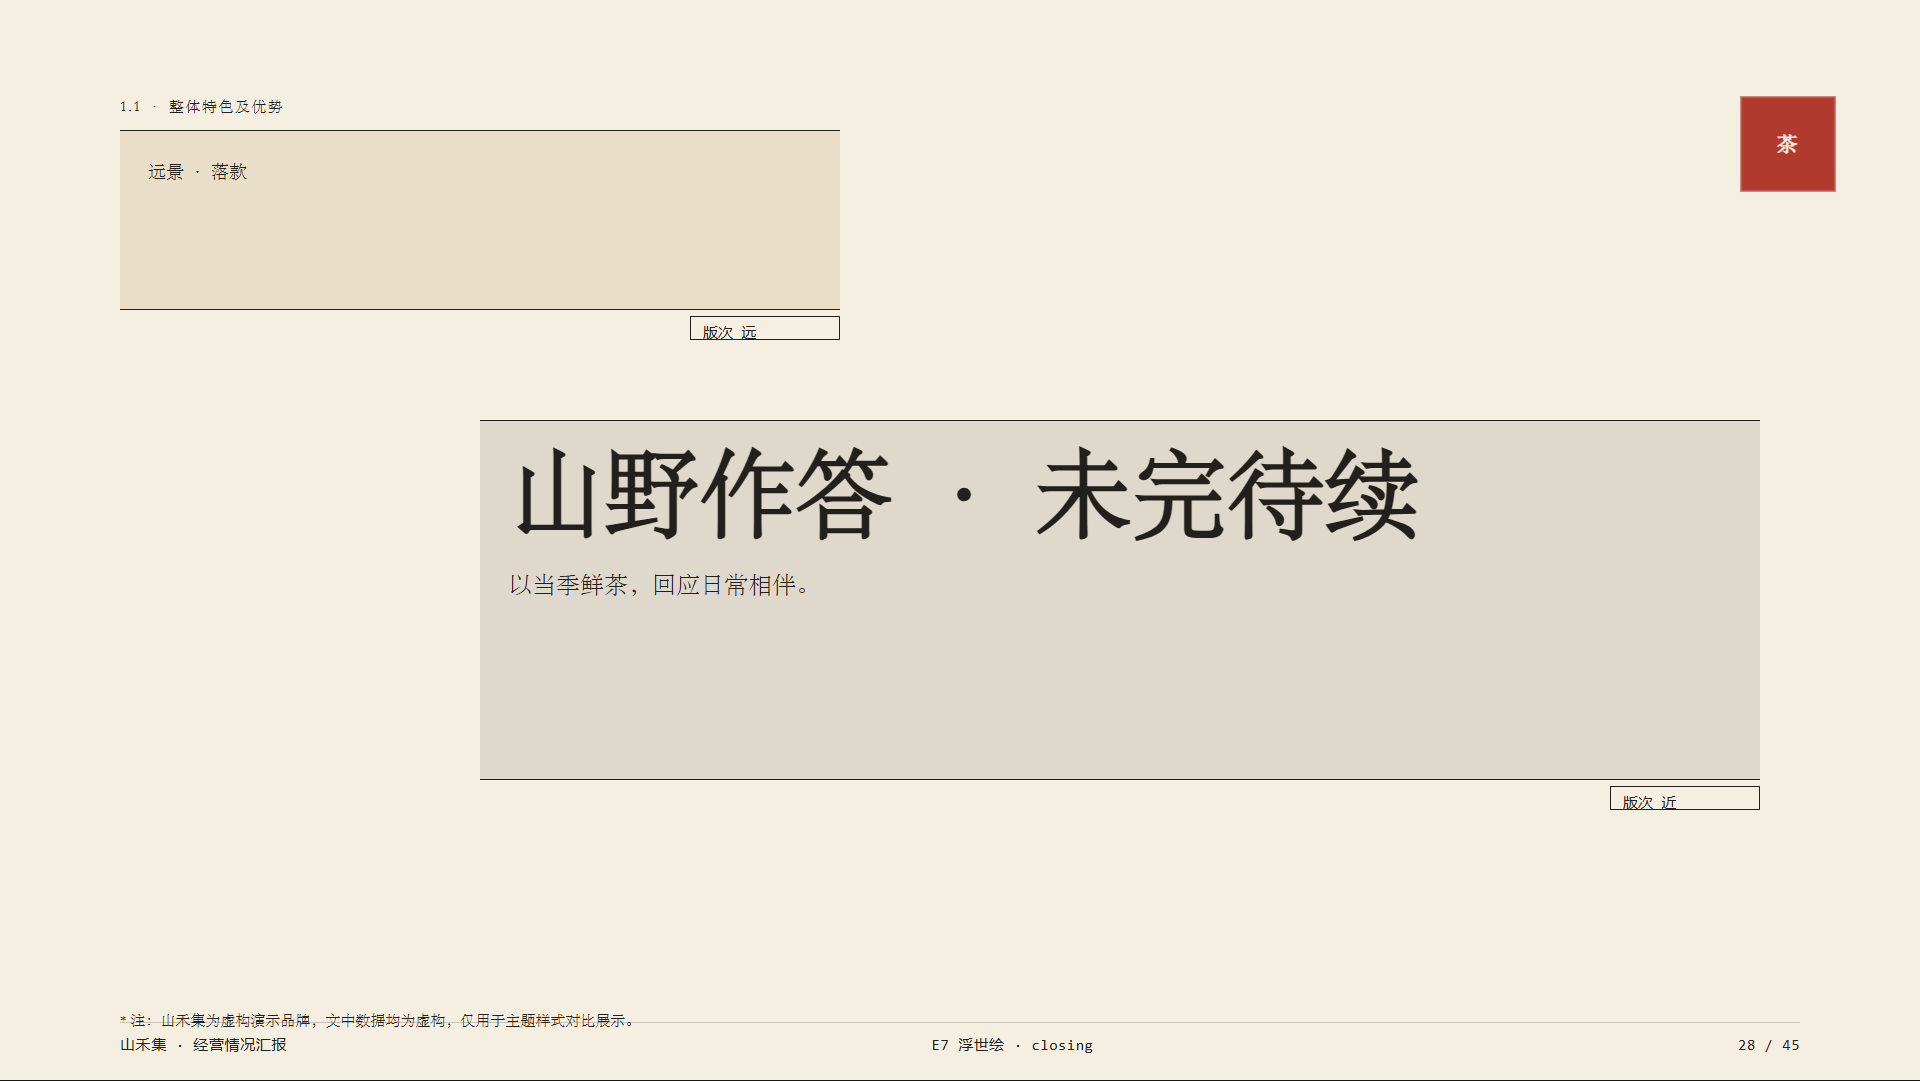 1.1 · 整体特色及优势
茶
远景 · 落款
版次 远
山野作答 · 未完待续
以当季鲜茶，回应日常相伴。
版次 近
* 注：山禾集为虚构演示品牌，文中数据均为虚构，仅用于主题样式对比展示。
山禾集 · 经营情况汇报
E7 浮世绘 · closing
28 / 45